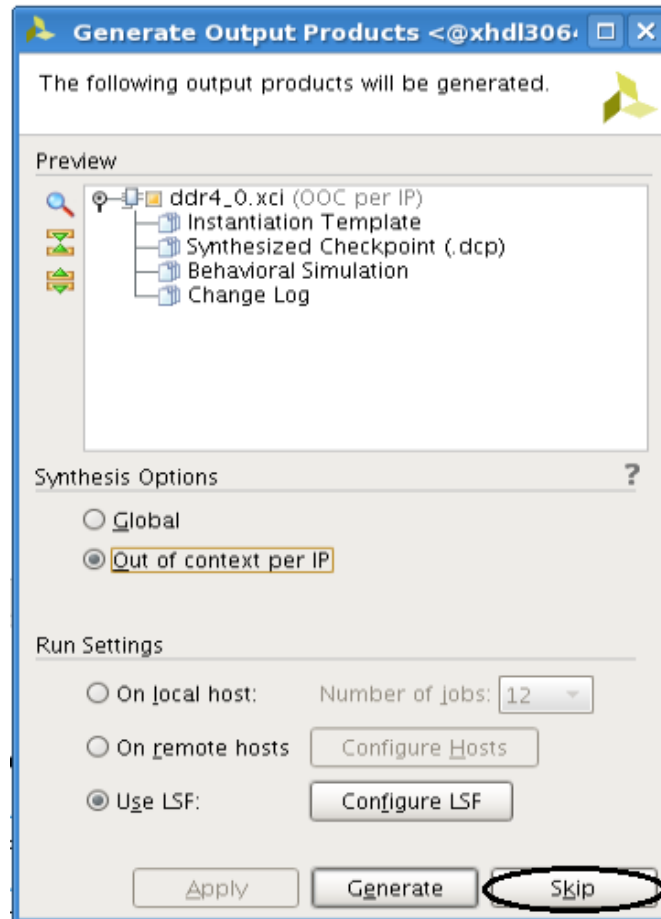 Generate Output Products <@xhdl306
The following output products will be generated.
Preview
ddr4_0.xci (OOC per IP)
Instantiation Template
Synthesized Checkpoint (.dcp)
Behavioral Simulation
Change Log
Synthesis Options ?
Global
Out of context per IP
Run Settings
On local host: Number of jobs: 12
On remote hosts Configure Hosts
Use LSF: Configure LSF
Apply Generate Skip